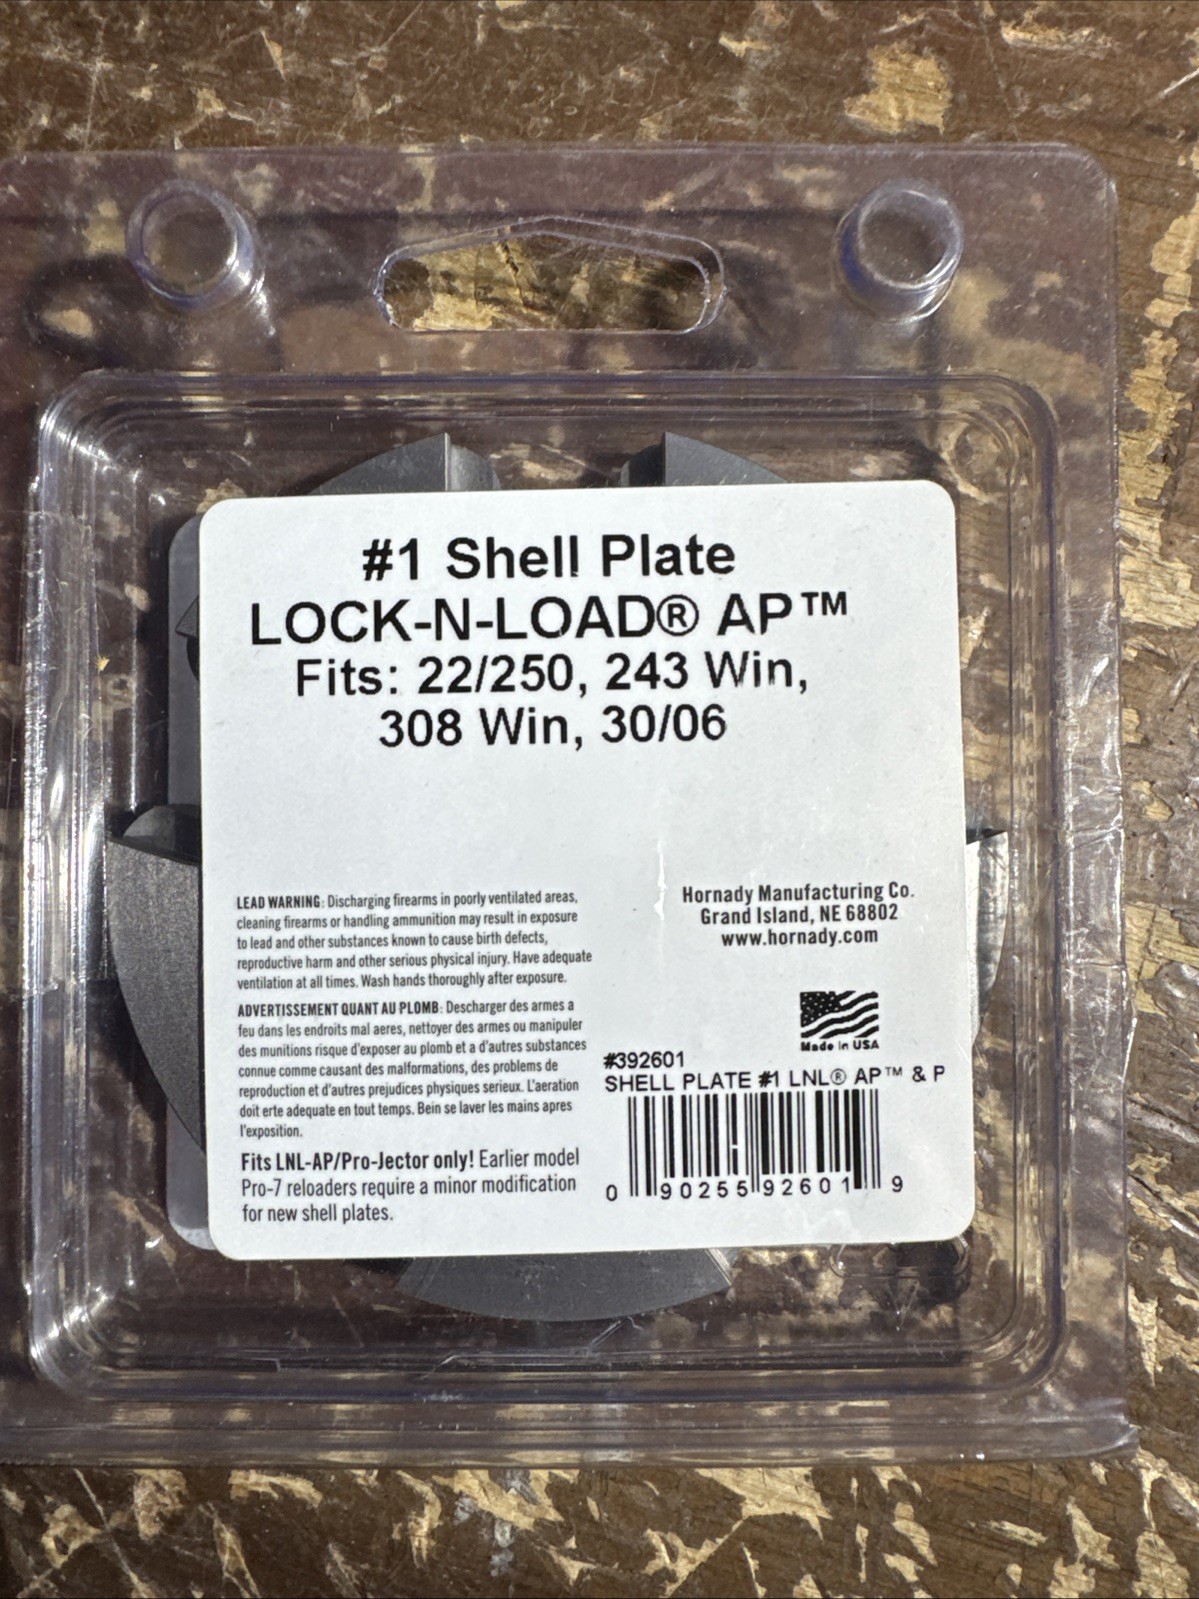 #1 Shell Plate
LOCK-N-LOAD® AP™
Fits: 22/250, 243 Win,
308 Win, 30/06
LEAD WARNING: Discharging firearms in poorly ventilated areas,
cleaning firearms or handling ammunition may result in exposure
to lead and other substances known to cause birth defects,
reproductive harm and other serious physical injury. Have adequate
ventilation at all times. Wash hands thoroughly after exposure.
ADVERTISSEMENT QUANT AU PLOMB: Descharger des armes a
feu dans les endroits mal aeres, nettoyer des armes ou manipuler
des munitions risque d'exposer au plomb et a d'autres substances
connue comme causant des malformations, des problemes de
reproduction et d'autres prejudices physiques serieux. L'aeration
doit erte adequate en tout temps. Bein se laver les mains apres
l'exposition.
Fits LNL-AP/Pro-Jector only! Earlier model
Pro-7 reloaders require a minor modification
for new shell plates.
Hornady Manufacturing Co.
Grand Island, NE 68802
www.hornady.com
Made in USA
#392601
SHELL PLATE #1 LNL® AP™ & P
0 90255 92601 9